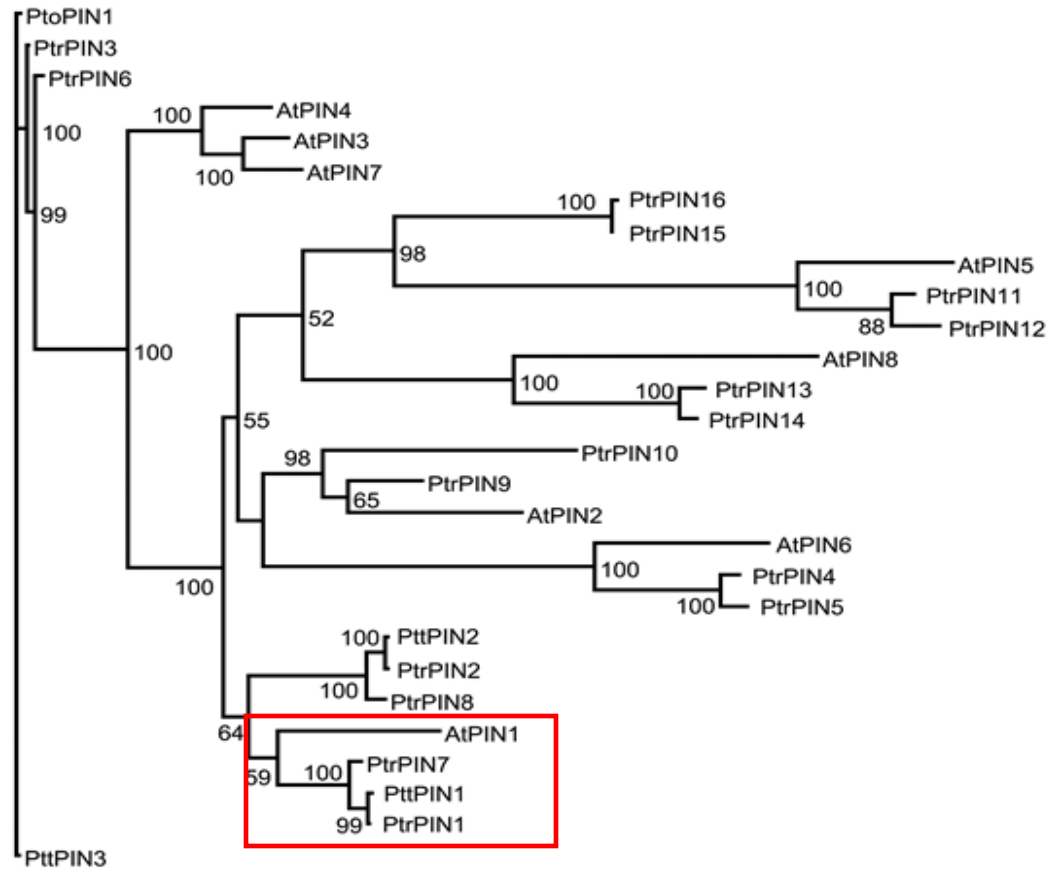 PtoPIN1
PtrPIN3
PtrPIN6
100
AtPIN4
100
AtPIN3
100
AtPIN7
99
100
PtrPIN16
PtrPIN15
98
AtPIN5
100
PtrPIN11
88
PtrPIN12
52
100
AtPIN8
100
100
PtrPIN13
PtrPIN14
55
98
PtrPIN10
PtrPIN9
65
AtPIN2
AtPIN6
100
PtrPIN4
100
PtrPIN5
100
100
PttPIN2
PtrPIN2
100
PtrPIN8
64
AtPIN1
59
100
PtrPIN7
PttPIN1
99
PtrPIN1
PttPIN3